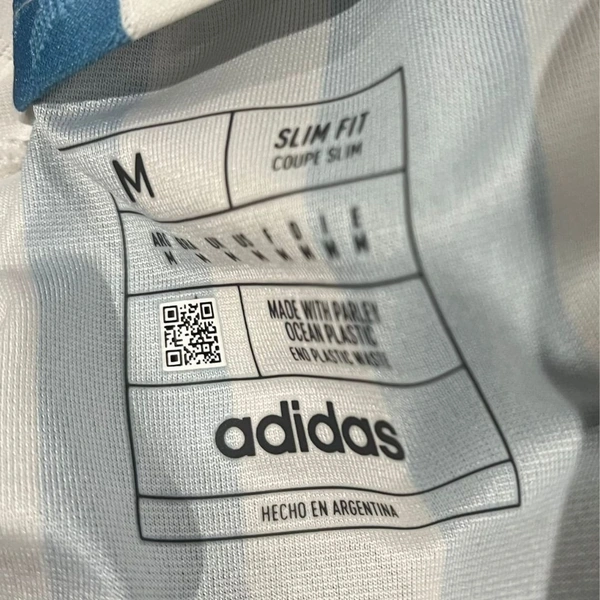 M
SLIM FIT
COUPE SLIM
D I E
M M M
MADE WITH PARLEY
OCEAN PLASTIC
END PLASTIC WASTE
adidas
HECHO EN ARGENTINA